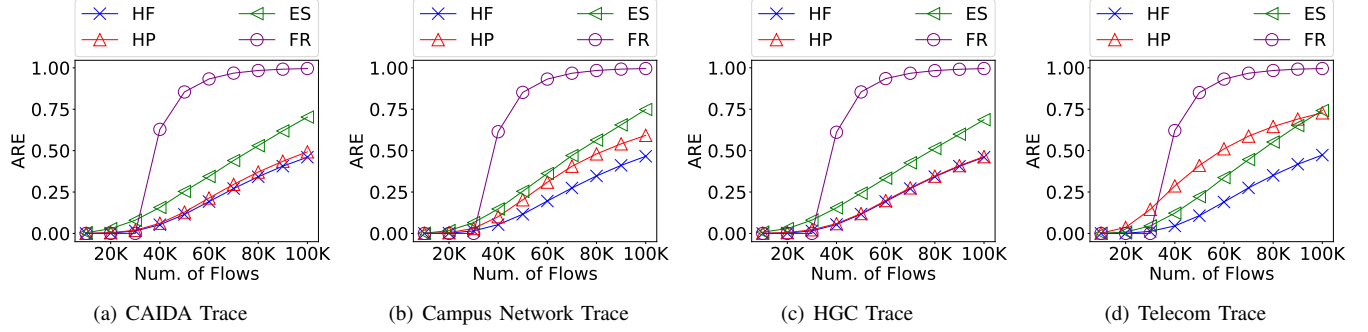 HF ES
HP FR
1.00
0.75
0.50
0.25
0.00
ARE
20K 40K 60K 80K 100K
Num. of Flows
(a) CAIDA Trace
HF ES
HP FR
1.00
0.75
0.50
0.25
0.00
ARE
20K 40K 60K 80K 100K
Num. of Flows
(b) Campus Network Trace
HF ES
HP FR
1.00
0.75
0.50
0.25
0.00
ARE
20K 40K 60K 80K 100K
Num. of Flows
(c) HGC Trace
HF ES
HP FR
1.00
0.75
0.50
0.25
0.00
ARE
20K 40K 60K 80K 100K
Num. of Flows
(d) Telecom Trace